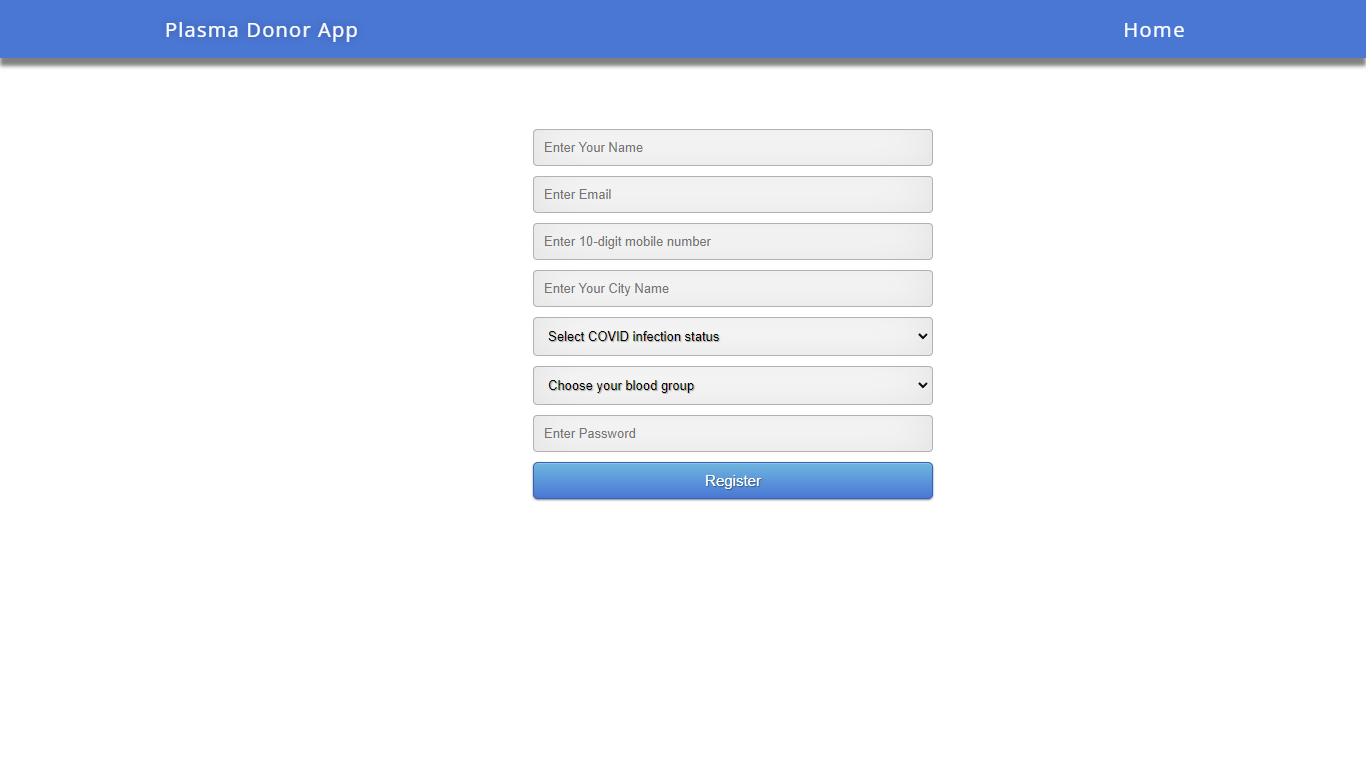 Plasma Donor App Home
Enter Your Name
Enter Email
Enter 10-digit mobile number
Enter Your City Name
Select COVID infection status
Choose your blood group
Enter Password
Register